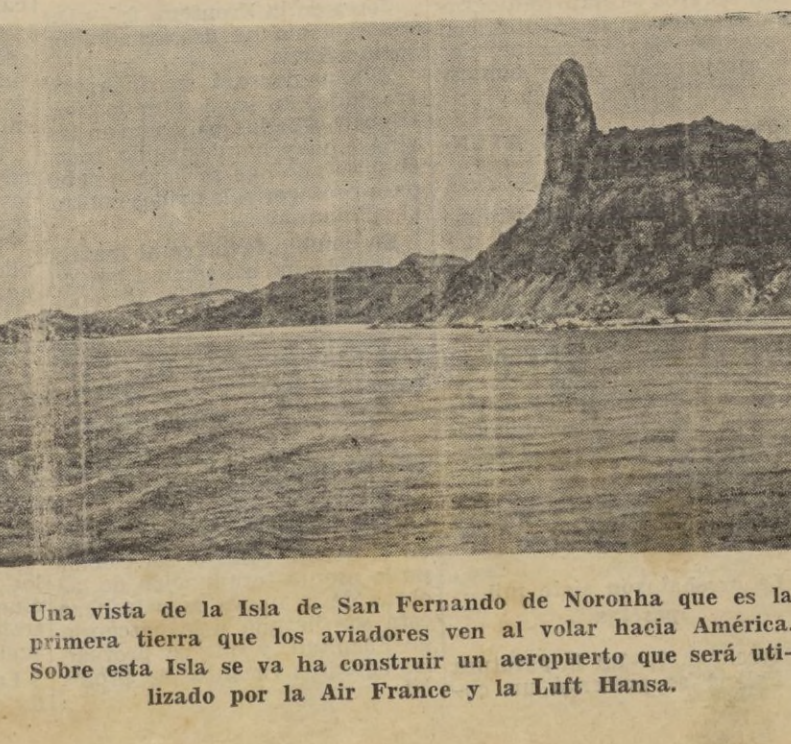 Una vista de la Isla de San Fernando de Noronha que es la
primera tierra que los aviadores ven al volar hacia América.
Sobre esta Isla se va ha construir un aeropuerto que será uti-
lizado por la Air France y la Luft Hansa.